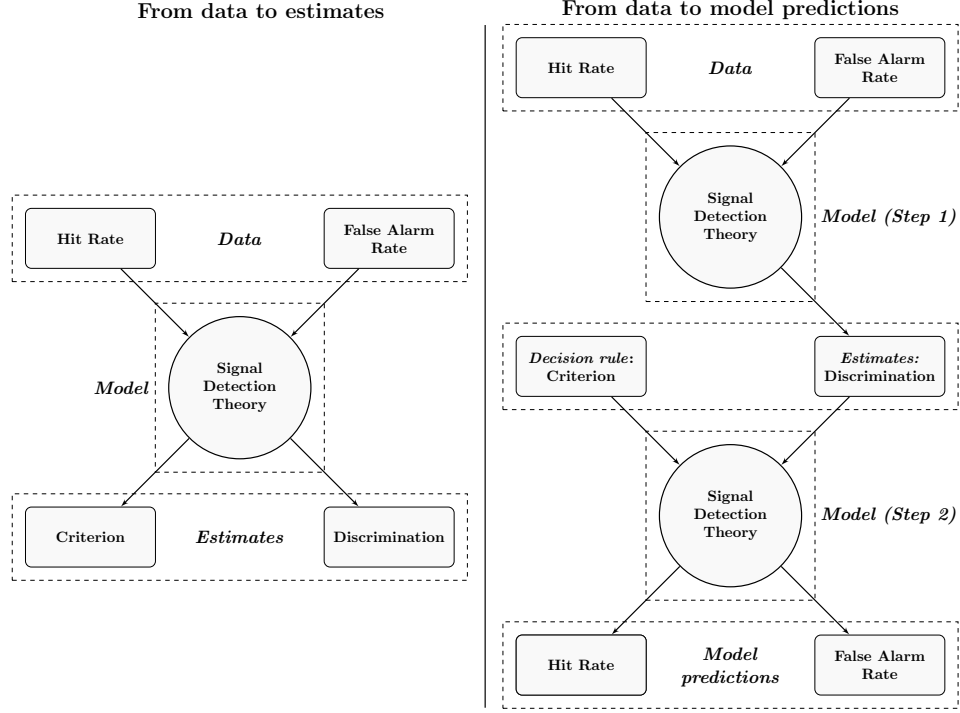 From data to estimates
Hit Rate
Data
False Alarm
Rate
Model
Signal
Detection
Theory
Criterion
Estimates
Discrimination
From data to model predictions
Hit Rate
Data
False Alarm
Rate
Signal
Detection
Theory
Model (Step 1)
Decision rule:
Criterion
Estimates:
Discrimination
Signal
Detection
Theory
Model (Step 2)
Hit Rate
Model
predictions
False Alarm
Rate